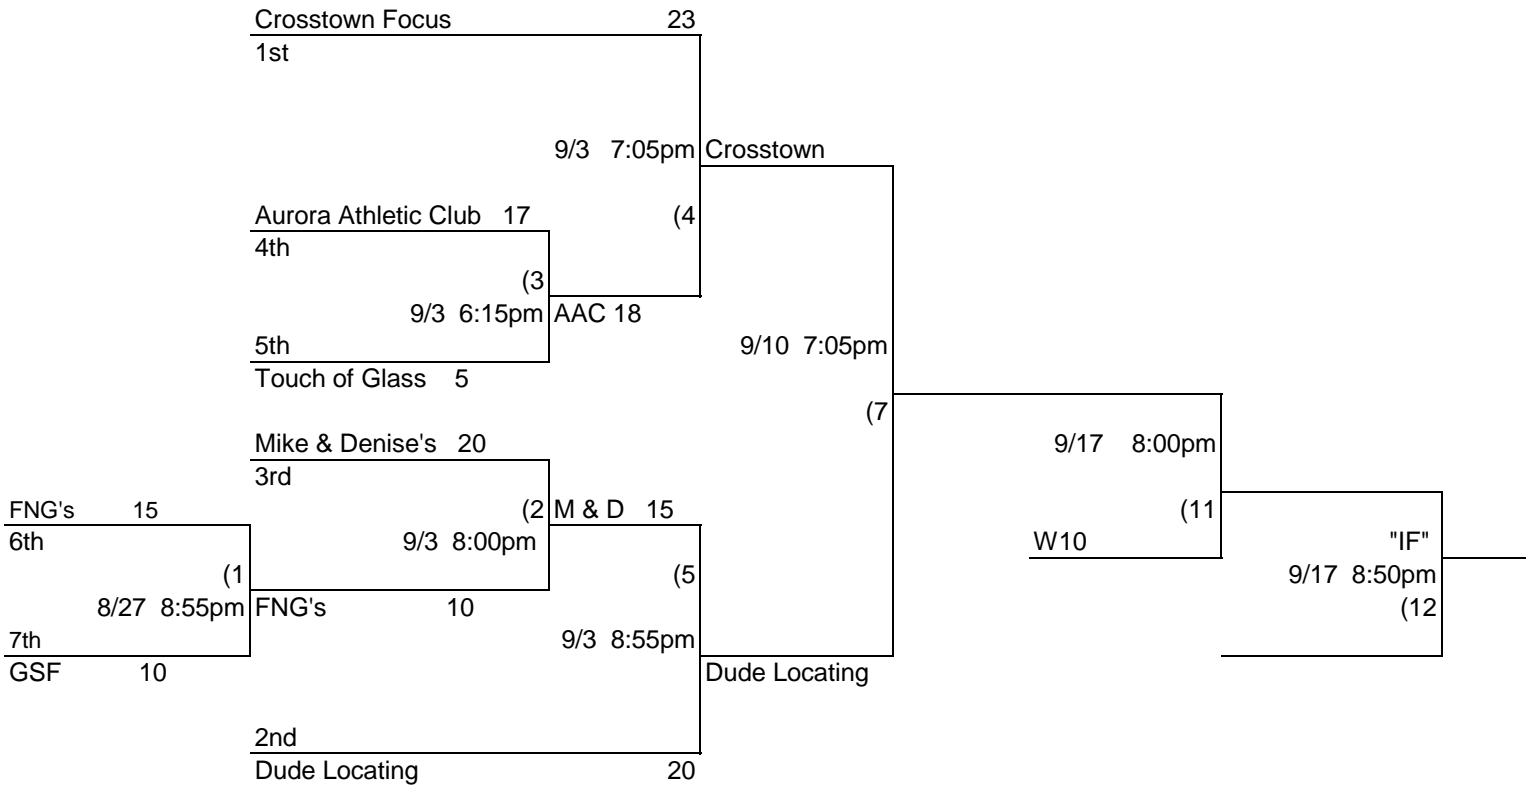 Crosstown Focus 23
1st
9/3 7:05pm Crosstown
Aurora Athletic Club 17 (4
4th
(3
9/3 6:15pm AAC 18
5th 9/10 7:05pm
Touch of Glass 5
(7
Mike & Denise's 20 9/17 8:00pm
3rd
FNG's 15 (2 M & D 15 (11
6th 9/3 8:00pm W10 "IF"
(1 (5 9/17 8:50pm
8/27 8:55pm FNG's 10 (12
7th 9/3 8:55pm
GSF 10 Dude Locating
2nd
Dude Locating 20